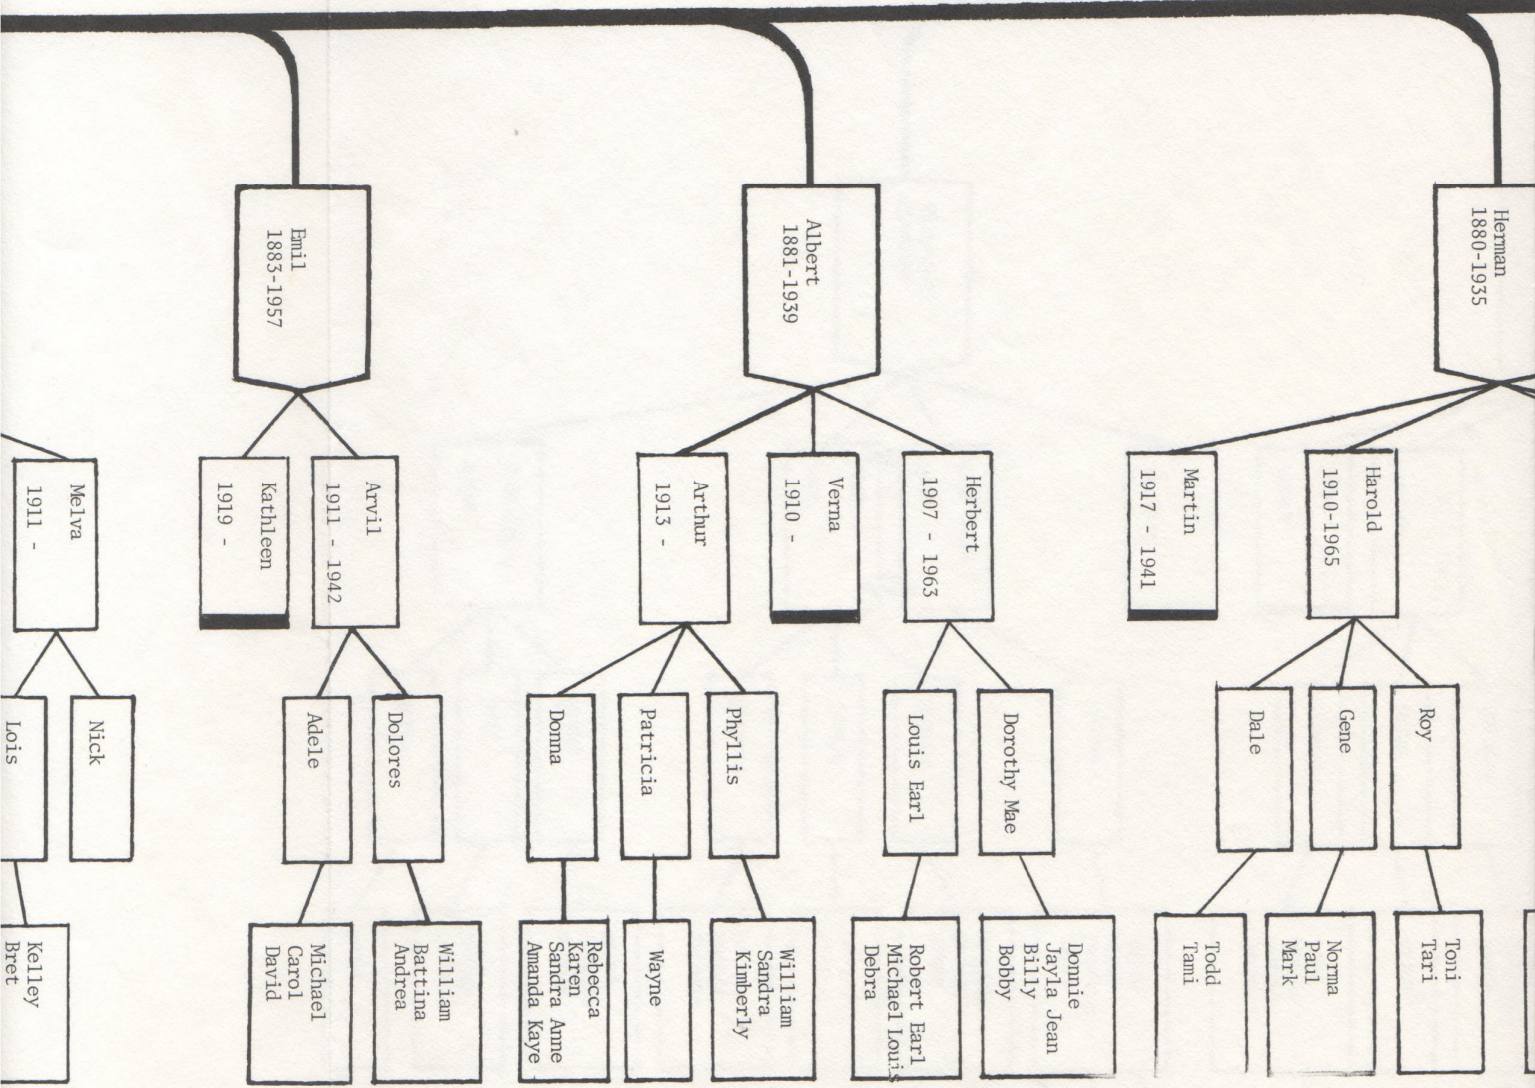 Herman
1880-1935
Albert
1881-1939
Emil
1883-1957
Harold
1910-1965
Martin
1917 - 1941
Herbert
1907 - 1963
Verna
1910 -
Arthur
1913 -
Arvil
1911 - 1942
Kathleen
1919 -
Melva
1911 -
Roy
Gene
Dale
Dorothy Mae
Louis Earl
Phyllis
Patricia
Donna
Dolores
Adele
Nick
Lois
Toni
Tari
Norma
Paul
Mark
Todd
Tami
Donnie
Jayla Jean
Billy
Bobby
Robert Earl
Michael Louis
Debra
William
Sandra
Kimberly
Wayne
Rebecca
Karen
Sandra Anne
Amanda Kaye
William
Battina
Andrea
Michael
Carol
David
Kelley
Bret